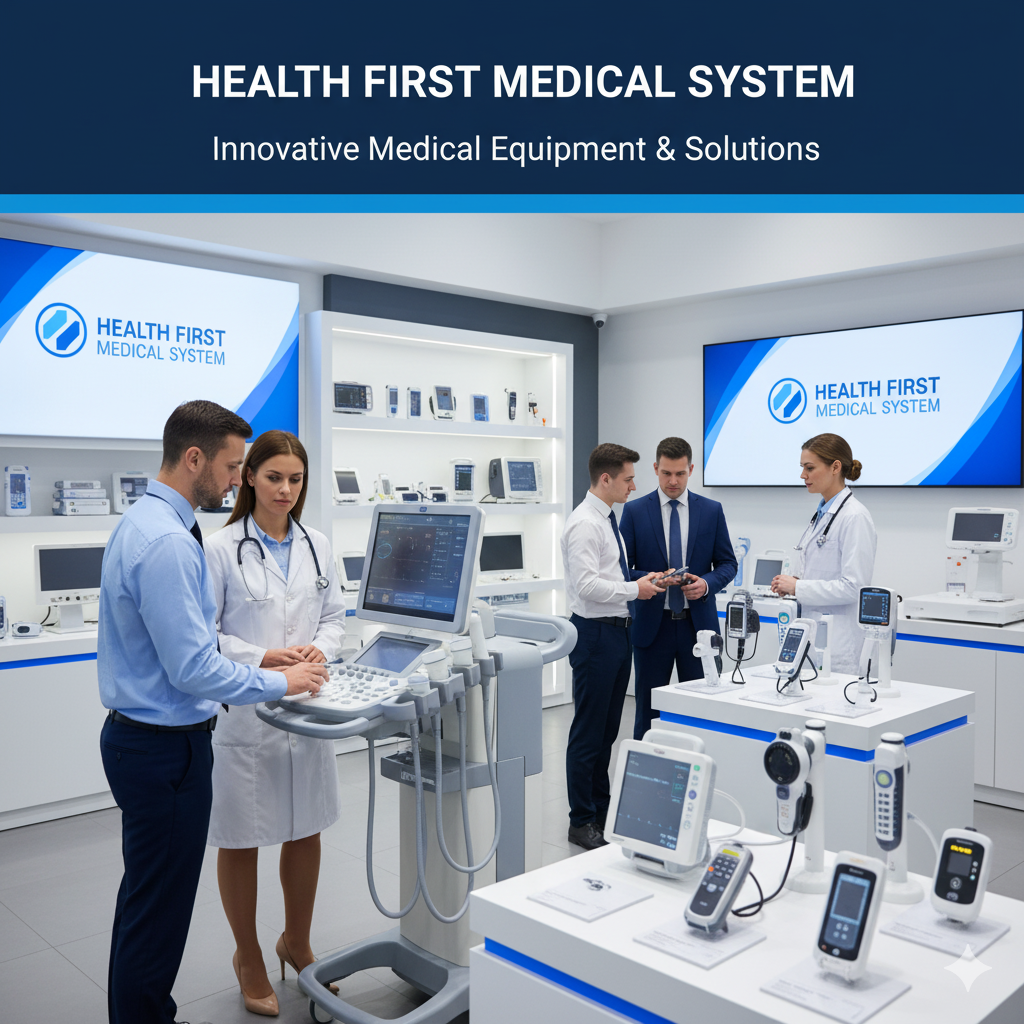 HEALTH FIRST MEDICAL SYSTEM
Innovative Medical Equipment & Solutions
HEALTH FIRST
MEDICAL SYSTEM
HEALTH FIRST
MEDICAL SYSTEM